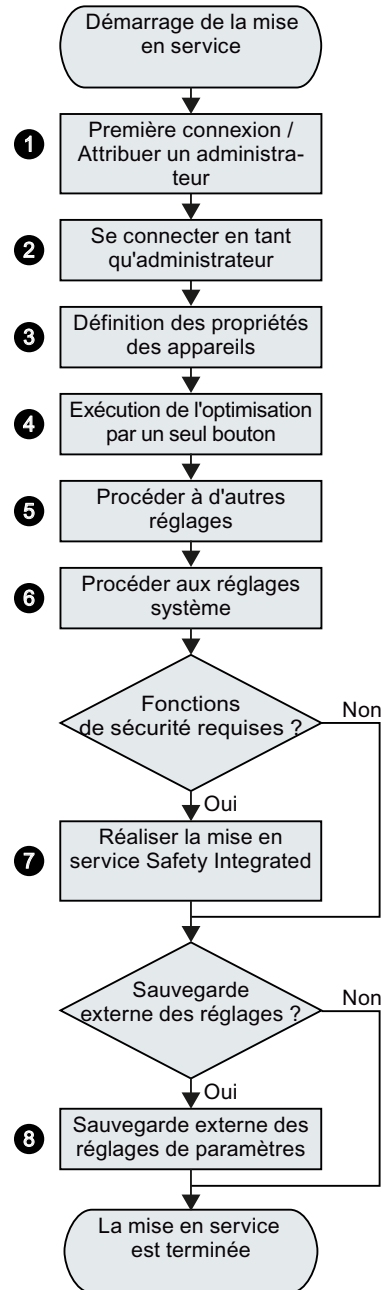 Démarrage de la mise
en service
1
Première connexion /
Attribuer un administra-
teur
2
Se connecter en tant
qu'administrateur
3
Définition des propriétés
des appareils
4
Exécution de l'optimisation
par un seul bouton
5
Procéder à d'autres
réglages
6
Procéder aux réglages
système
Fonctions
de sécurité requises ?
Non
Oui
7
Réaliser la mise en
service Safety Integrated
Sauvegarde
externe des réglages ?
Non
Oui
8
Sauvegarde externe des
réglages de paramètres
La mise en service
est terminée